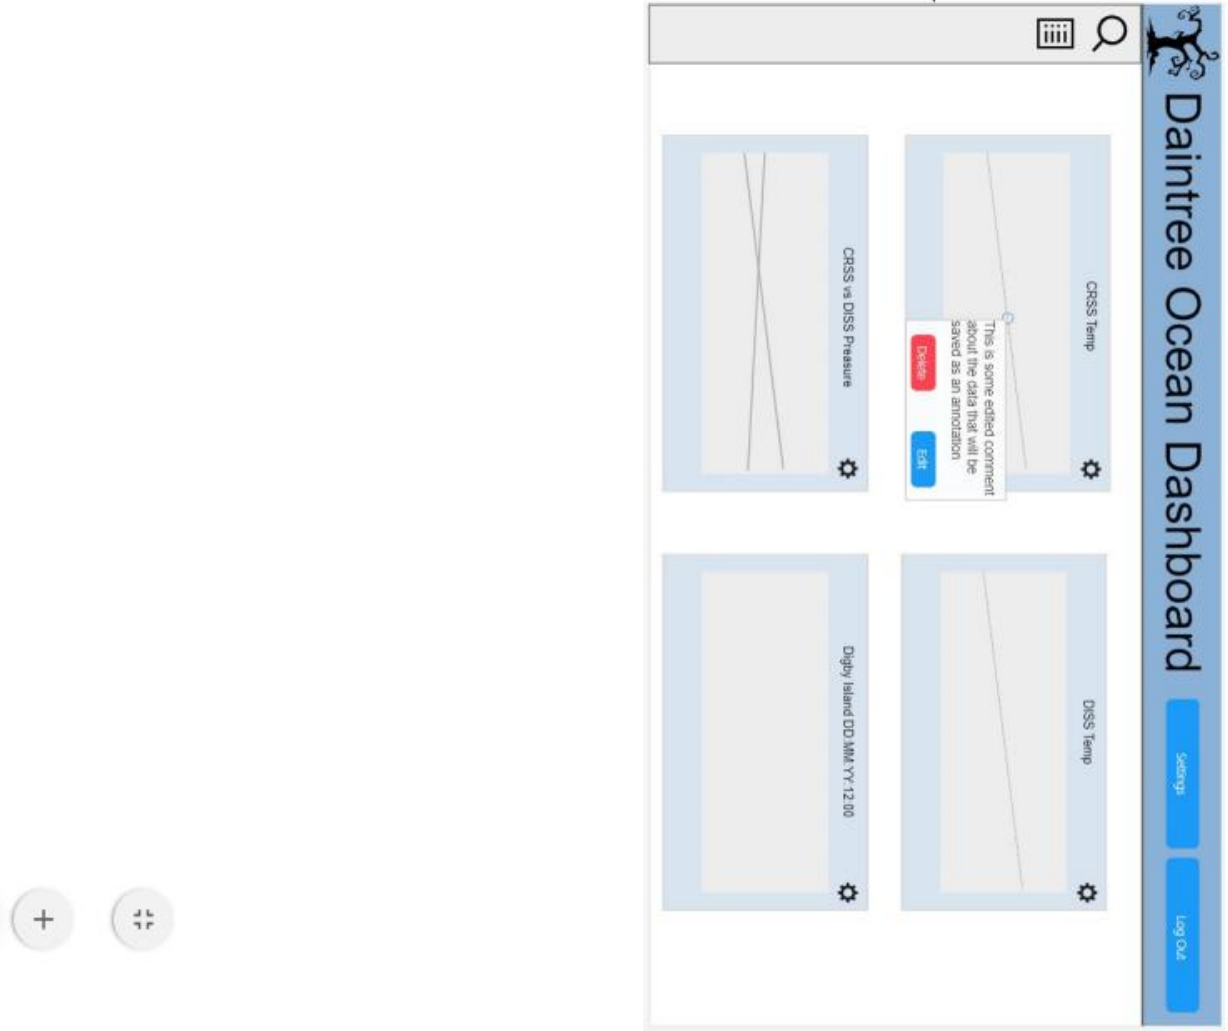 Daintree Ocean Dashboard
Settings
Log Out
CRSS Temp
This is some edited comment
about the data that will be
saved as an annotation
Delete
Edit
DISS Temp
CRSS vs DISS Preasure
Digby Island DD:MM:YY:12:00